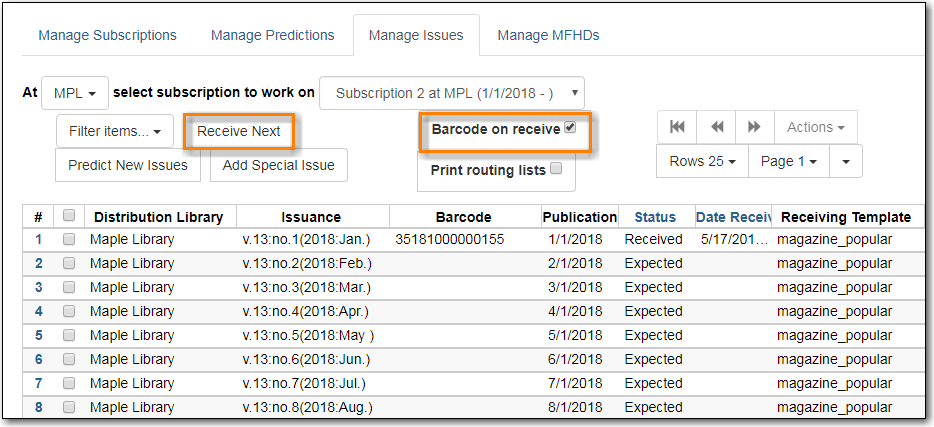 Manage Subscriptions Manage Predictions Manage Issues Manage MFHDs
At MPL select subscription to work on Subscription 2 at MPL (1/1/2018 - )
Filter items... Receive Next Barcode on receive Actions
Predict New Issues Add Special Issue Print routing lists Rows 25 Page 1
# Distribution Library Issuance Barcode Publication Status Date Receiv Receiving Template
1 Maple Library v.13:no.1(2018:Jan.) 35181000000155 1/1/2018 Received 5/17/201... magazine_popular
2 Maple Library v.13:no.2(2018:Feb.) 2/1/2018 Expected magazine_popular
3 Maple Library v.13:no.3(2018:Mar.) 3/1/2018 Expected magazine_popular
4 Maple Library v.13:no.4(2018:Apr.) 4/1/2018 Expected magazine_popular
5 Maple Library v.13:no.5(2018:May ) 5/1/2018 Expected magazine_popular
6 Maple Library v.13:no.6(2018:Jun.) 6/1/2018 Expected magazine_popular
7 Maple Library v.13:no.7(2018:Jul.) 7/1/2018 Expected magazine_popular
8 Maple Library v.13:no.8(2018:Aug.) 8/1/2018 Expected magazine_popular